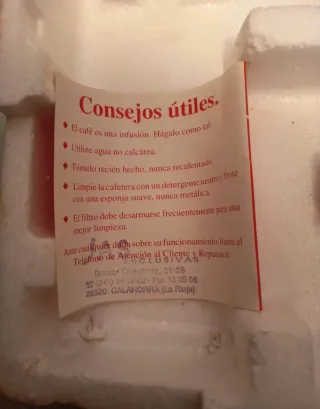 Consejos útiles.
♦ El café es una infusión. Hágalo como tal
♦ Utilize agua no calcárea.
♦ Tómelo recién hecho, nunca recalentado.
♦ Limpie la cafetera con un detergente neutro y frote
con una esponja suave, nunca metálica.
♦ El filtro debe desarmarse frecuentemente para una
mejor limpieza.
Ante cualquier duda sobre su funcionamiento llame al
Teléfono de Atención al Cliente y Repuestos:
EXCLUSIVAS
26500 CALAHORRA (La Rioja)